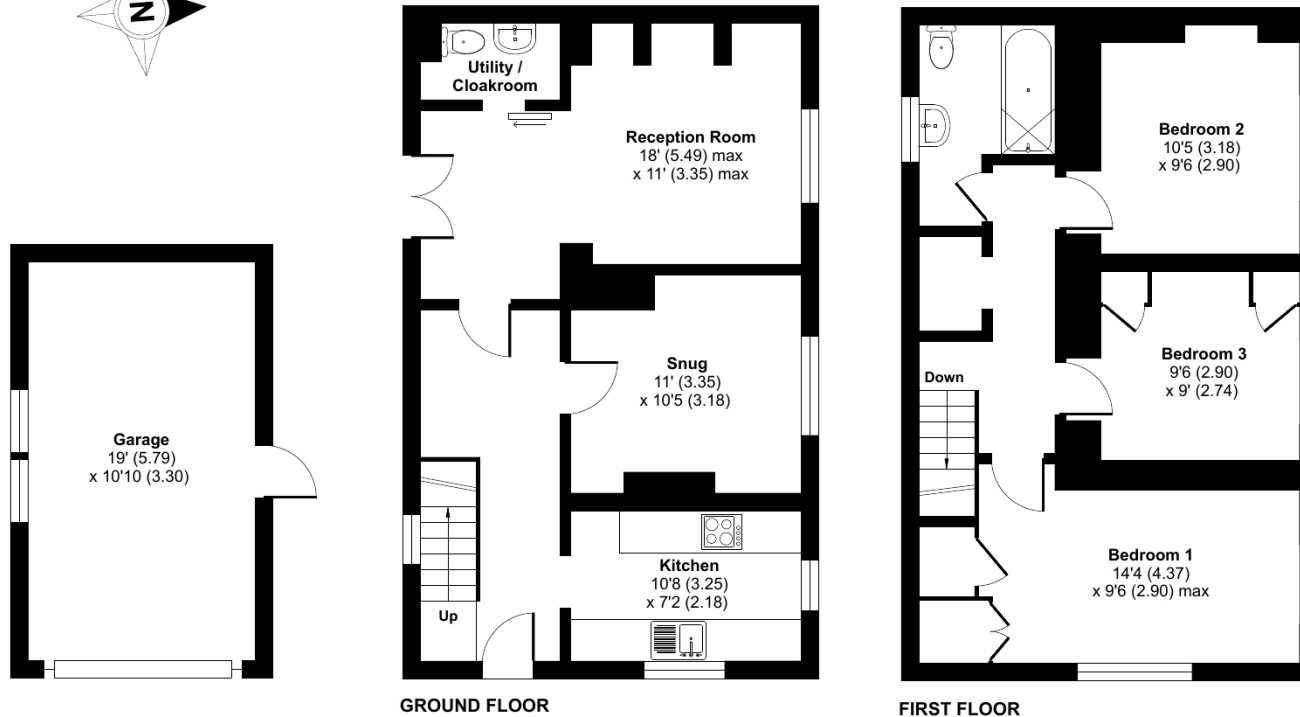 N
Utility /
Cloakroom
Reception Room
18' (5.49) max
x 11' (3.35) max
Snug
11' (3.35)
x 10'5 (3.18)
Kitchen
10'8 (3.25)
x 7'2 (2.18)
Up
GROUND FLOOR
Garage
19' (5.79)
x 10'10 (3.30)
Bedroom 2
10'5 (3.18)
x 9'6 (2.90)
Bedroom 3
9'6 (2.90)
x 9' (2.74)
Down
Bedroom 1
14'4 (4.37)
x 9'6 (2.90) max
FIRST FLOOR